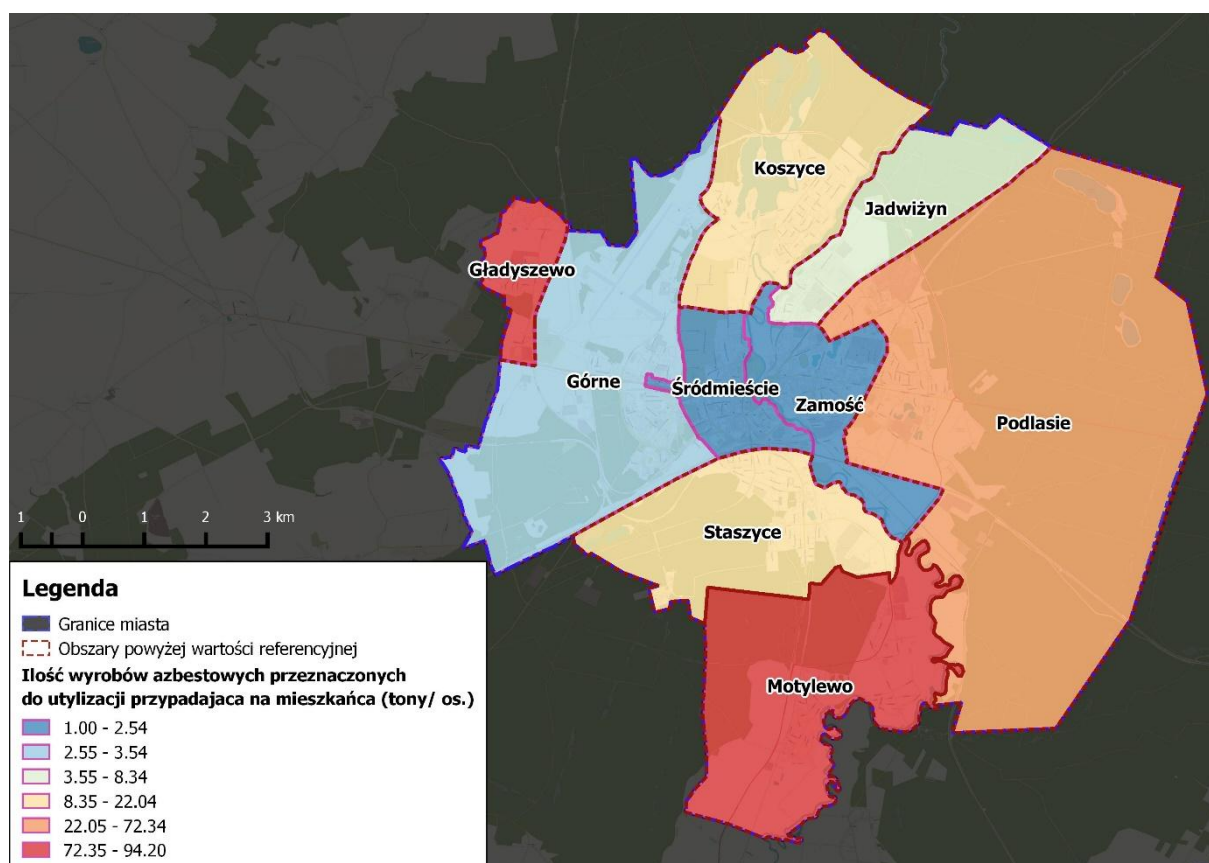 Koszyce
Jadwiżyn
Gładyszewo
Górne
Śródmieście
Zamość
Podlasie
Staszyce
Motylewo
1 0 1 2 3 km
Legenda
Granice miasta
Obszary powyżej wartości referencyjnej
Ilość wyrobów azbestowych przeznaczonych
do utylizacji przypadajaca na mieszkańca (tony/ os.)
1.00 - 2.54
2.55 - 3.54
3.55 - 8.34
8.35 - 22.04
22.05 - 72.34
72.35 - 94.20